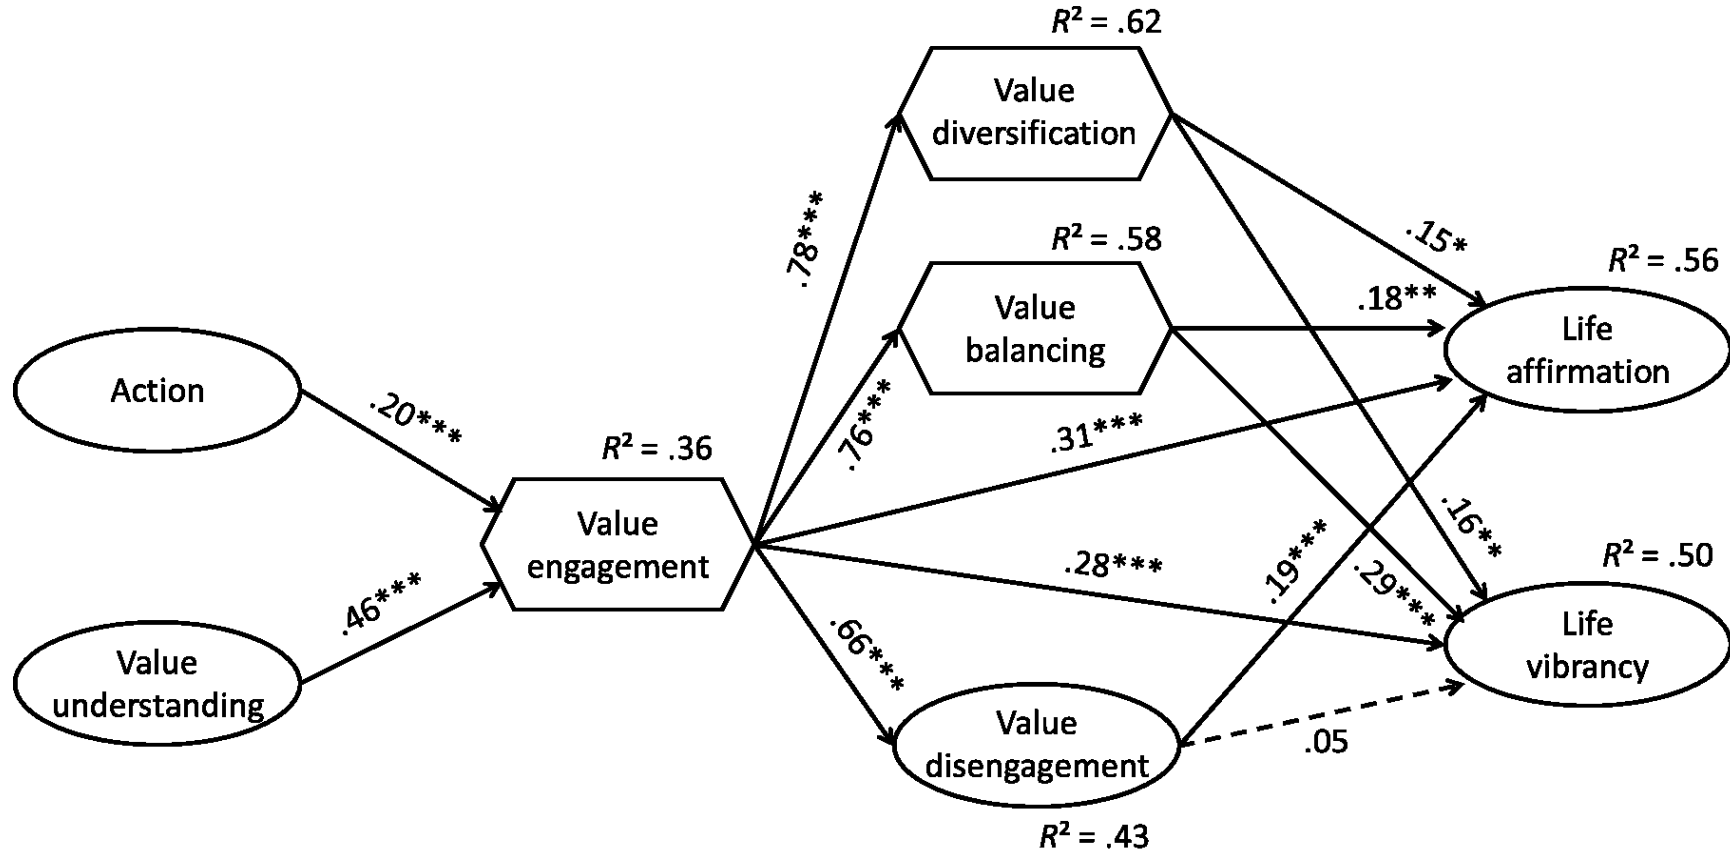 R² = .62
Value
diversification
.78***
.15*
R² = .58
Value
balancing
.18**
R² = .56
Life
affirmation
Action
.20***
.76***
.31***
R² = .36
Value
engagement
.16**
.28***
.19***
.29***
R² = .50
Life
vibrancy
.46***
Value
understanding
.66***
Value
disengagement
.05
R² = .43